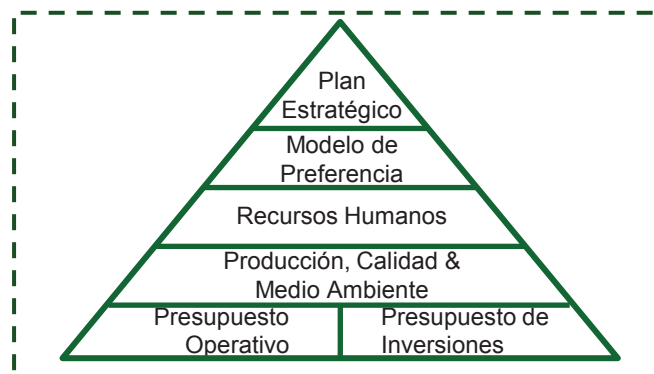 Plan
Estratégico
Modelo de
Preferencia
Recursos Humanos
Producción, Calidad &
Medio Ambiente
Presupuesto
Operativo
Presupuesto de
Inversiones